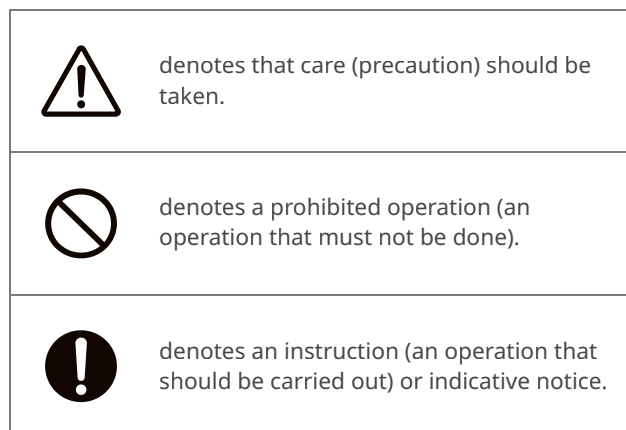 denotes that care (precaution) should be
taken.
denotes a prohibited operation (an
operation that must not be done).
denotes an instruction (an operation that
should be carried out) or indicative notice.